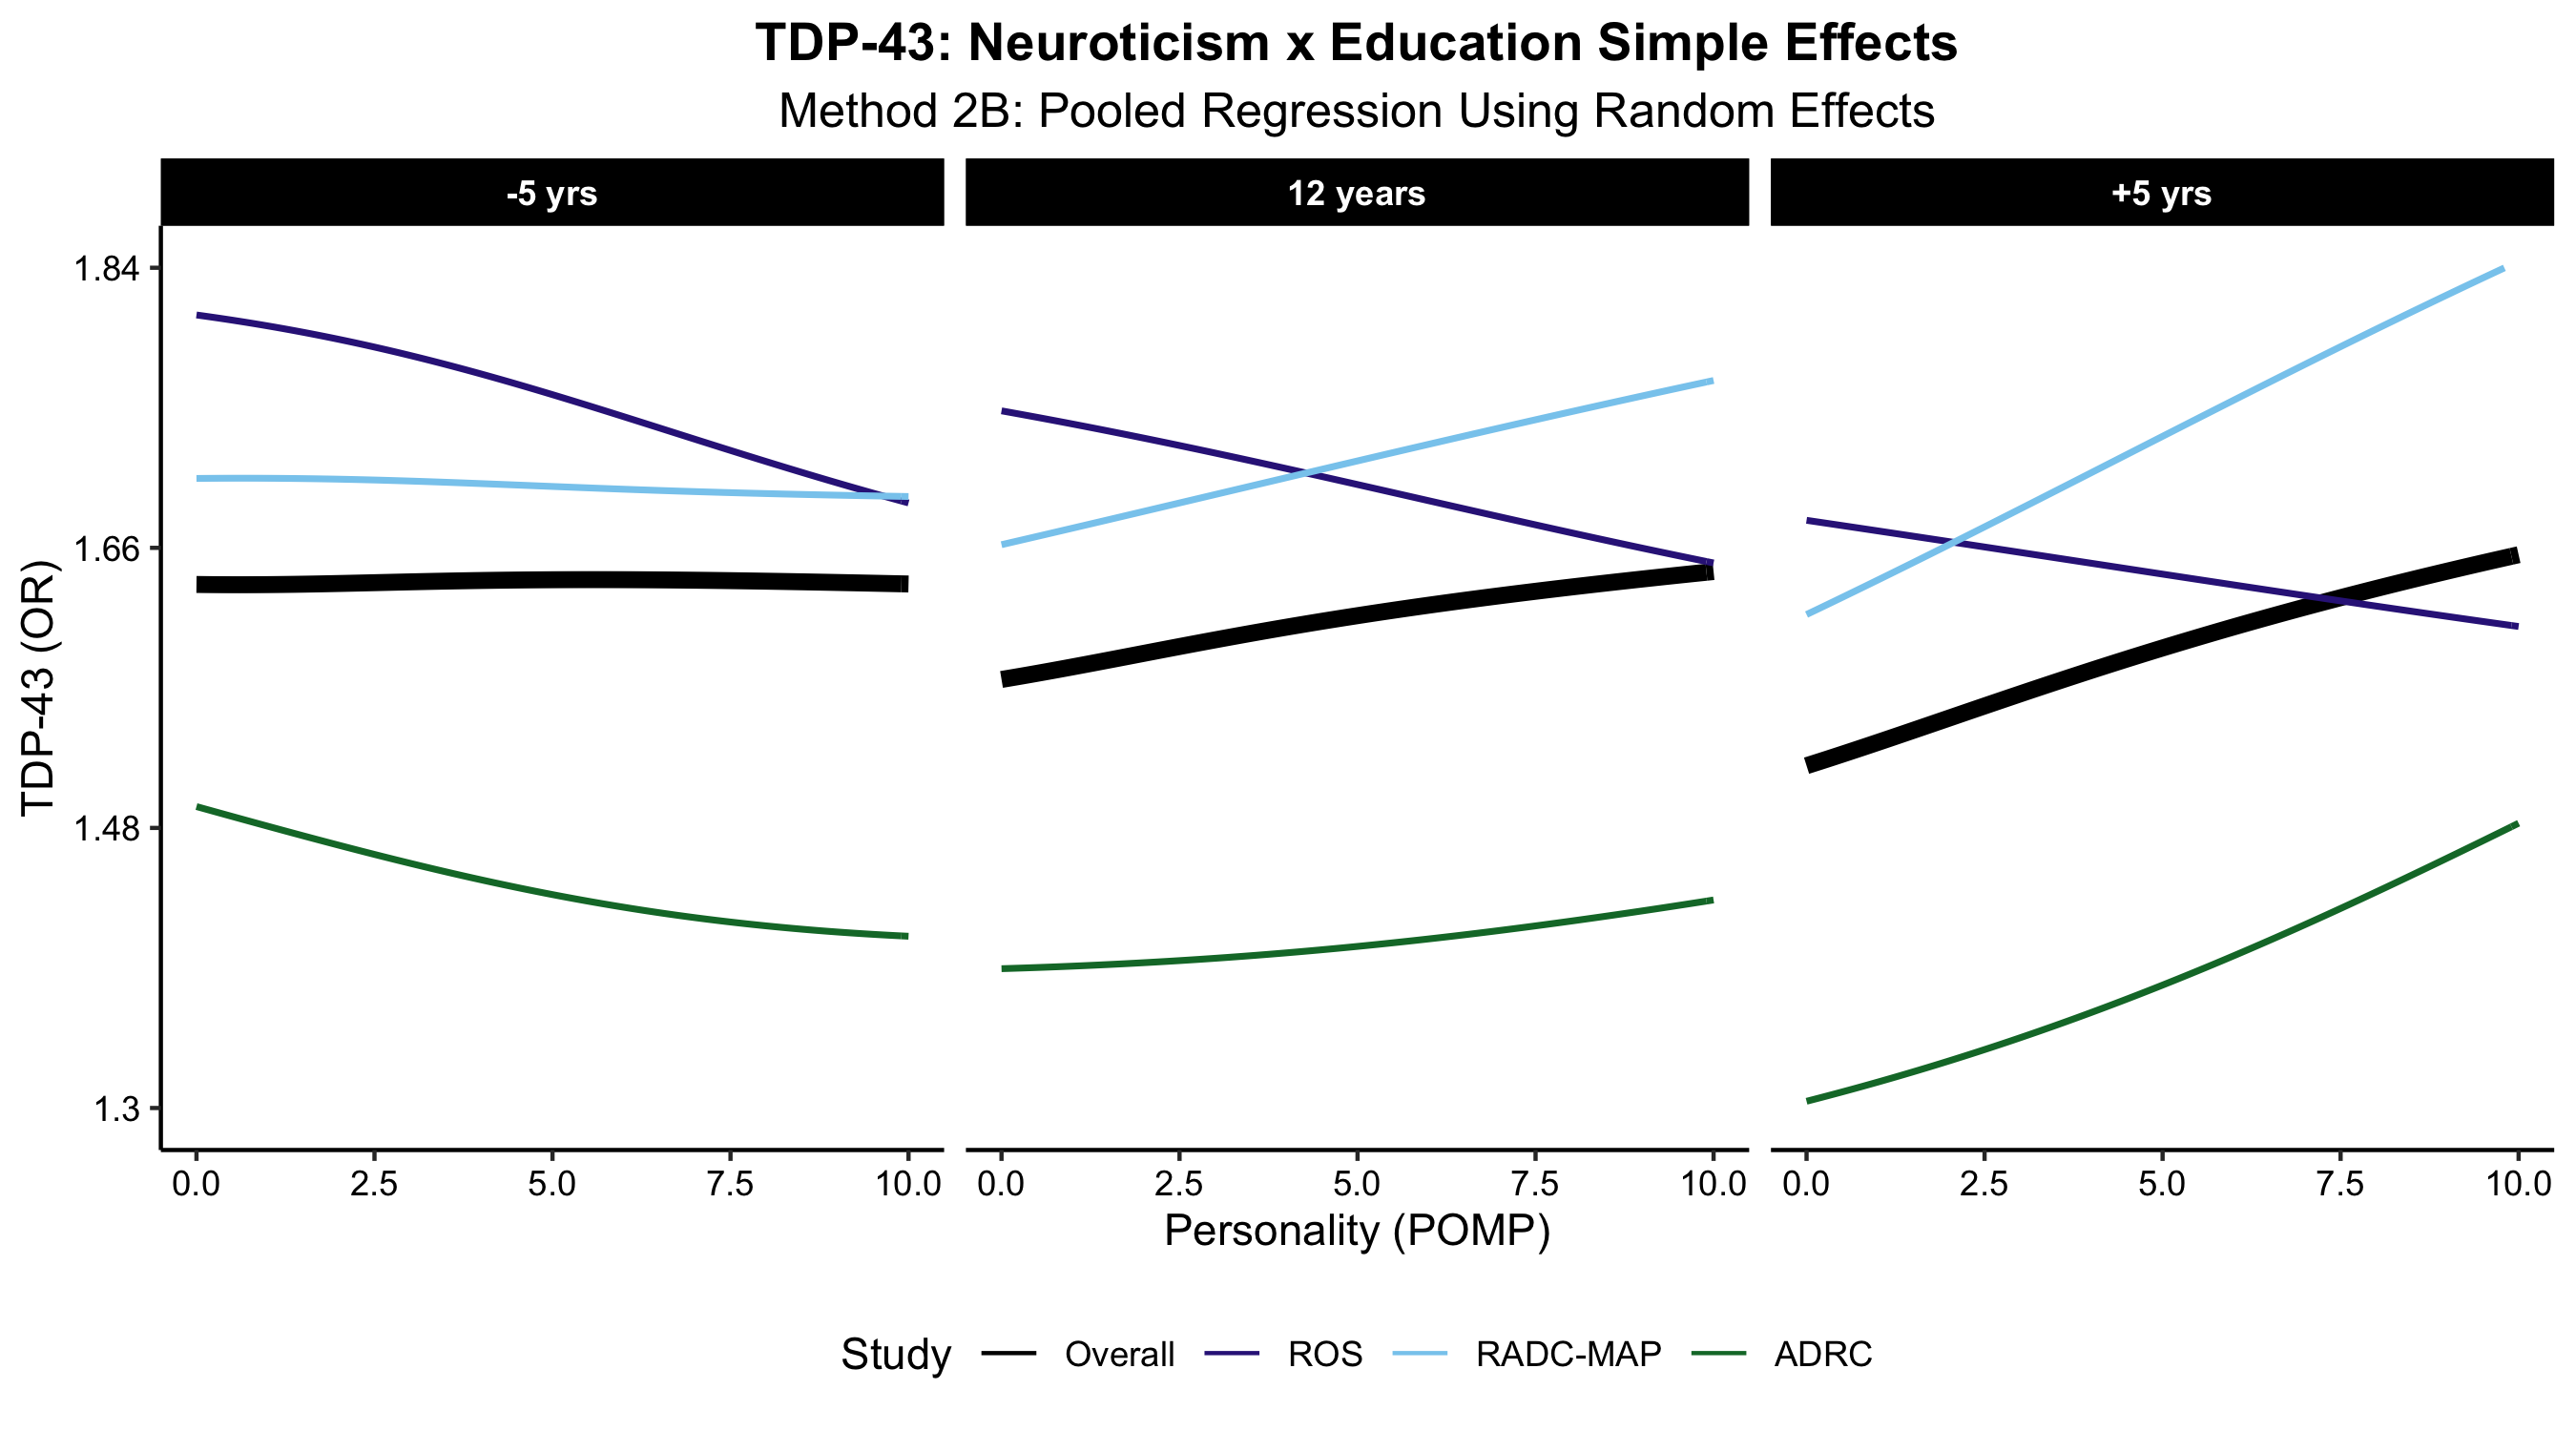 TDP-43: Neuroticism x Education Simple Effects
Method 2B: Pooled Regression Using Random Effects
-5 yrs
12 years
+5 yrs
TDP-43 (OR)
1.84
1.66
1.48
1.3
0.0 2.5 5.0 7.5 10.0
0.0 2.5 5.0 7.5 10.0
0.0 2.5 5.0 7.5 10.0
Personality (POMP)
Study Overall ROS RADC-MAP ADRC